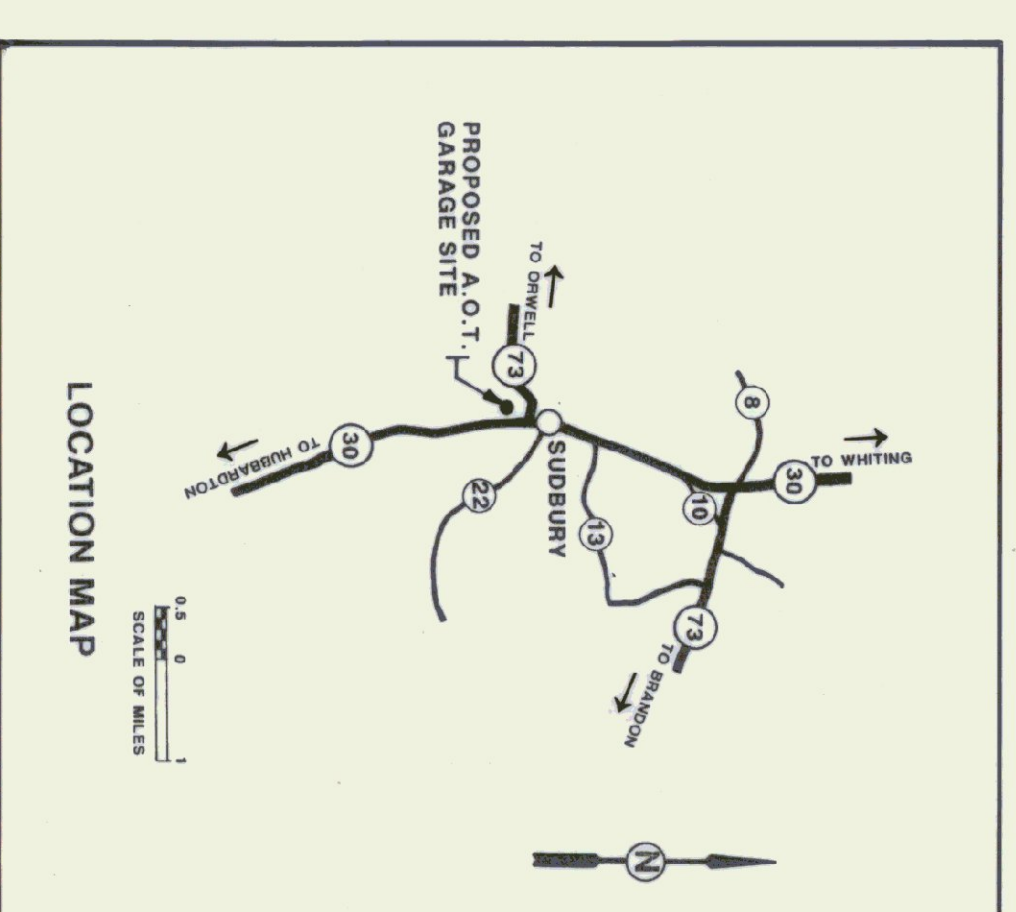 TO WHITING
30
8
10
N
73
TO BRANDON
13
TO DRWELL
73
SUDBURY
PROPOSED A.O.T.
GARAGE SITE
22
30
TO HUBBARDTON
0.5 0 1
SCALE OF MILES
LOCATION MAP